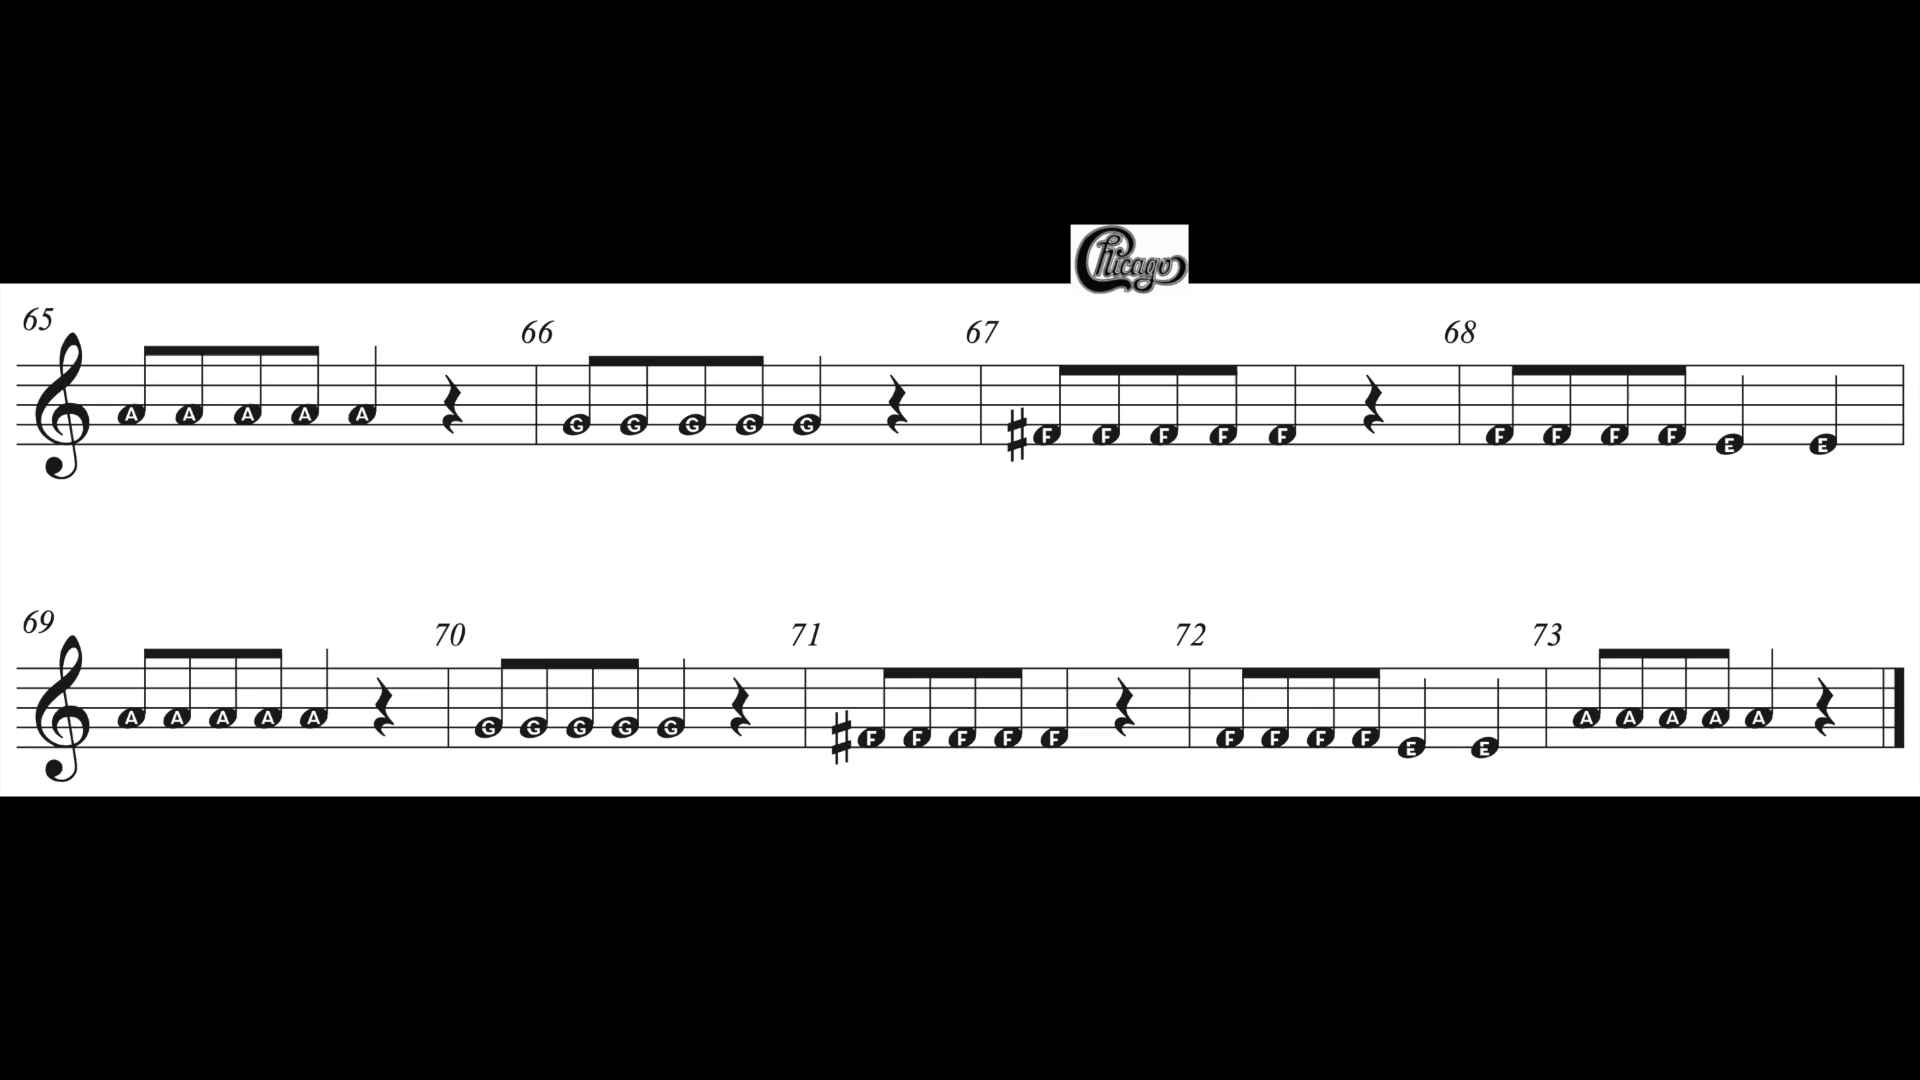 Chicago
65 66 67 68
A A A A A G G G G G F F F F F F F F F E E
69 70 71 72 73
A A A A A G G G G G F F F F F F F F F E E A A A A A